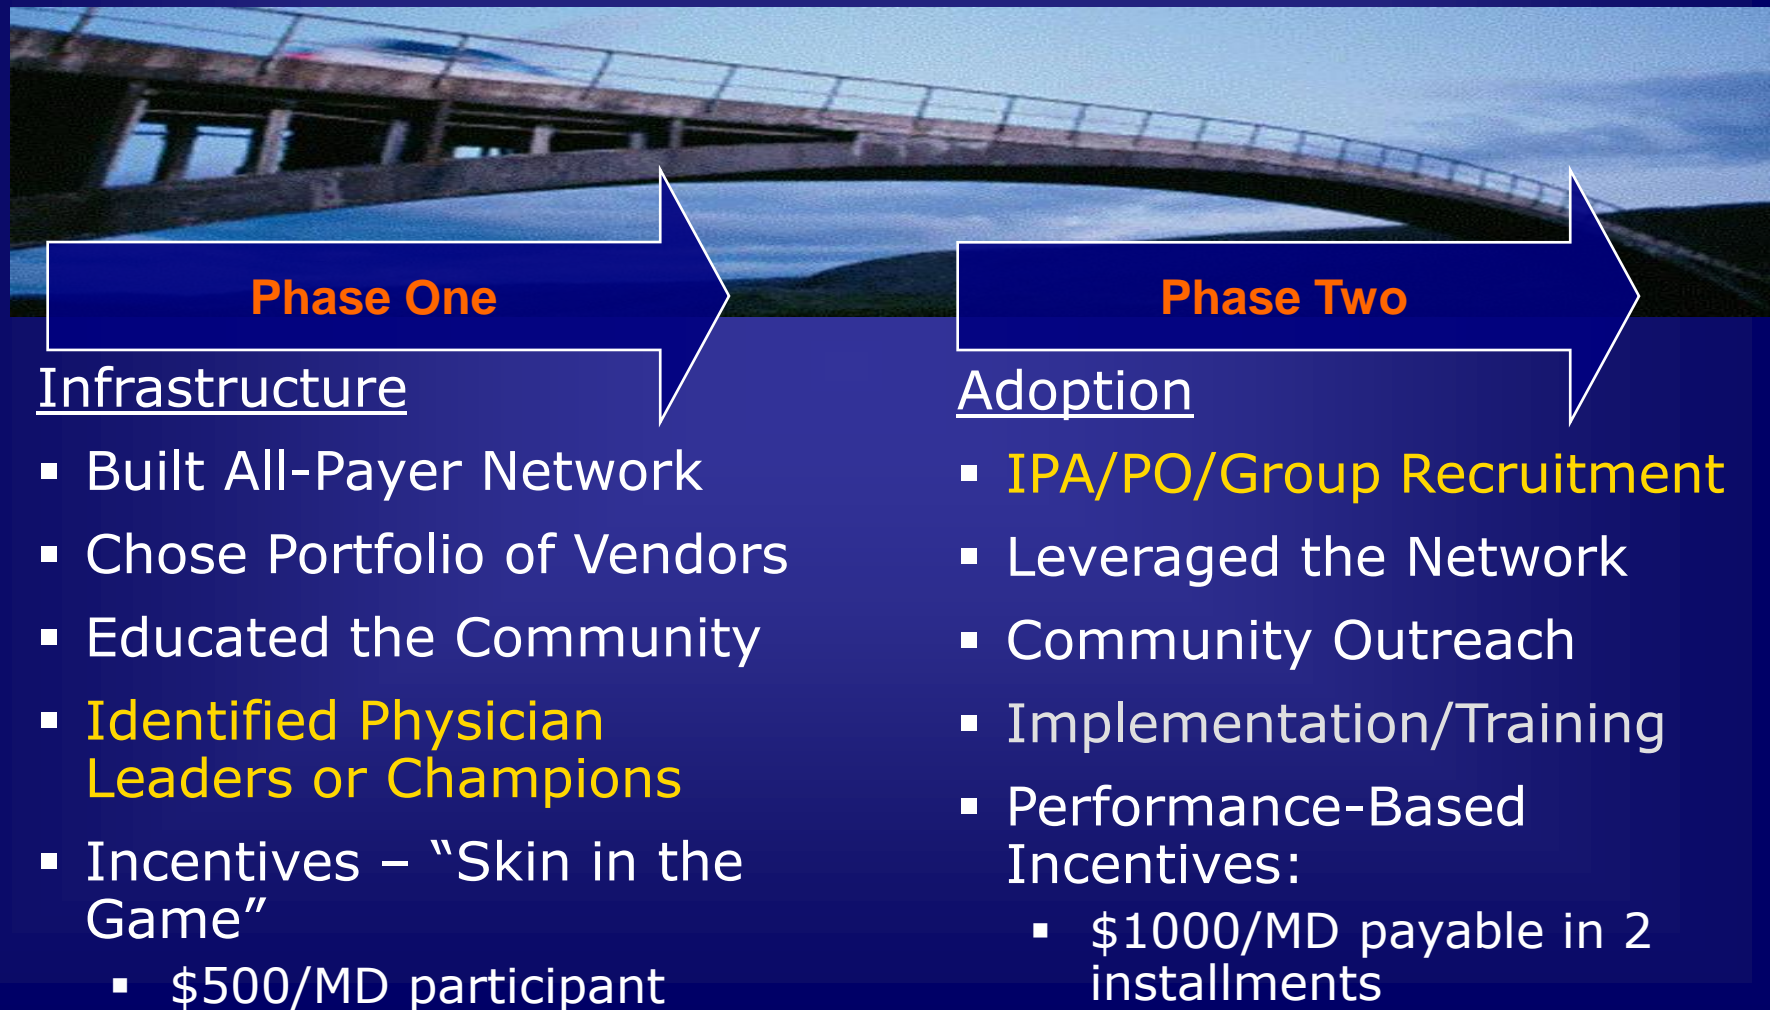 Phase One
Infrastructure
▪ Built All-Payer Network
▪ Chose Portfolio of Vendors
▪ Educated the Community
▪ Identified Physician
Leaders or Champions
▪ Incentives – “Skin in the
Game”
▪ $500/MD participant
Phase Two
Adoption
▪ IPA/PO/Group Recruitment
▪ Leveraged the Network
▪ Community Outreach
▪ Implementation/Training
▪ Performance-Based
Incentives:
▪ $1000/MD payable in 2
installments